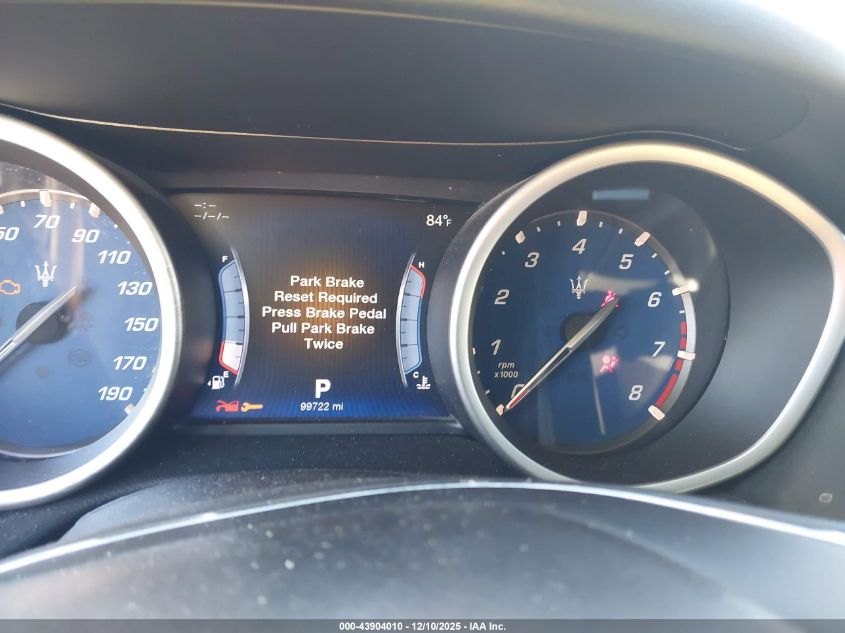 50
70
90
110
130
150
170
190
--:--
--/--/--
84°F
F
E
H
C
Park Brake
Reset Required
Press Brake Pedal
Pull Park Brake
Twice
P
99722 mi
0
1
2
3
4
5
6
7
8
rpm
x1000
000-43904010 - 12/10/2025 - IAA Inc.